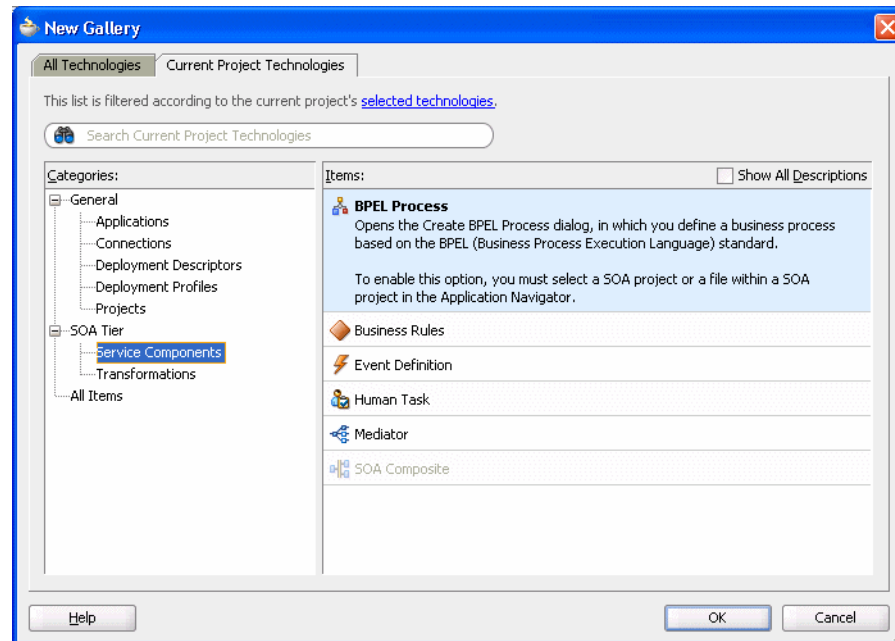 New Gallery
All Technologies
Current Project Technologies
This list is filtered according to the current project's selected technologies.
Search Current Project Technologies
Categories:
General
Applications
Connections
Deployment Descriptors
Deployment Profiles
Projects
SOA Tier
Service Components
Transformations
All Items
Items:
Show All Descriptions
BPEL Process
Opens the Create BPEL Process dialog, in which you define a business process
based on the BPEL (Business Process Execution Language) standard.
To enable this option, you must select a SOA project or a file within a SOA
project in the Application Navigator.
Business Rules
Event Definition
Human Task
Mediator
SOA Composite
Help
OK
Cancel